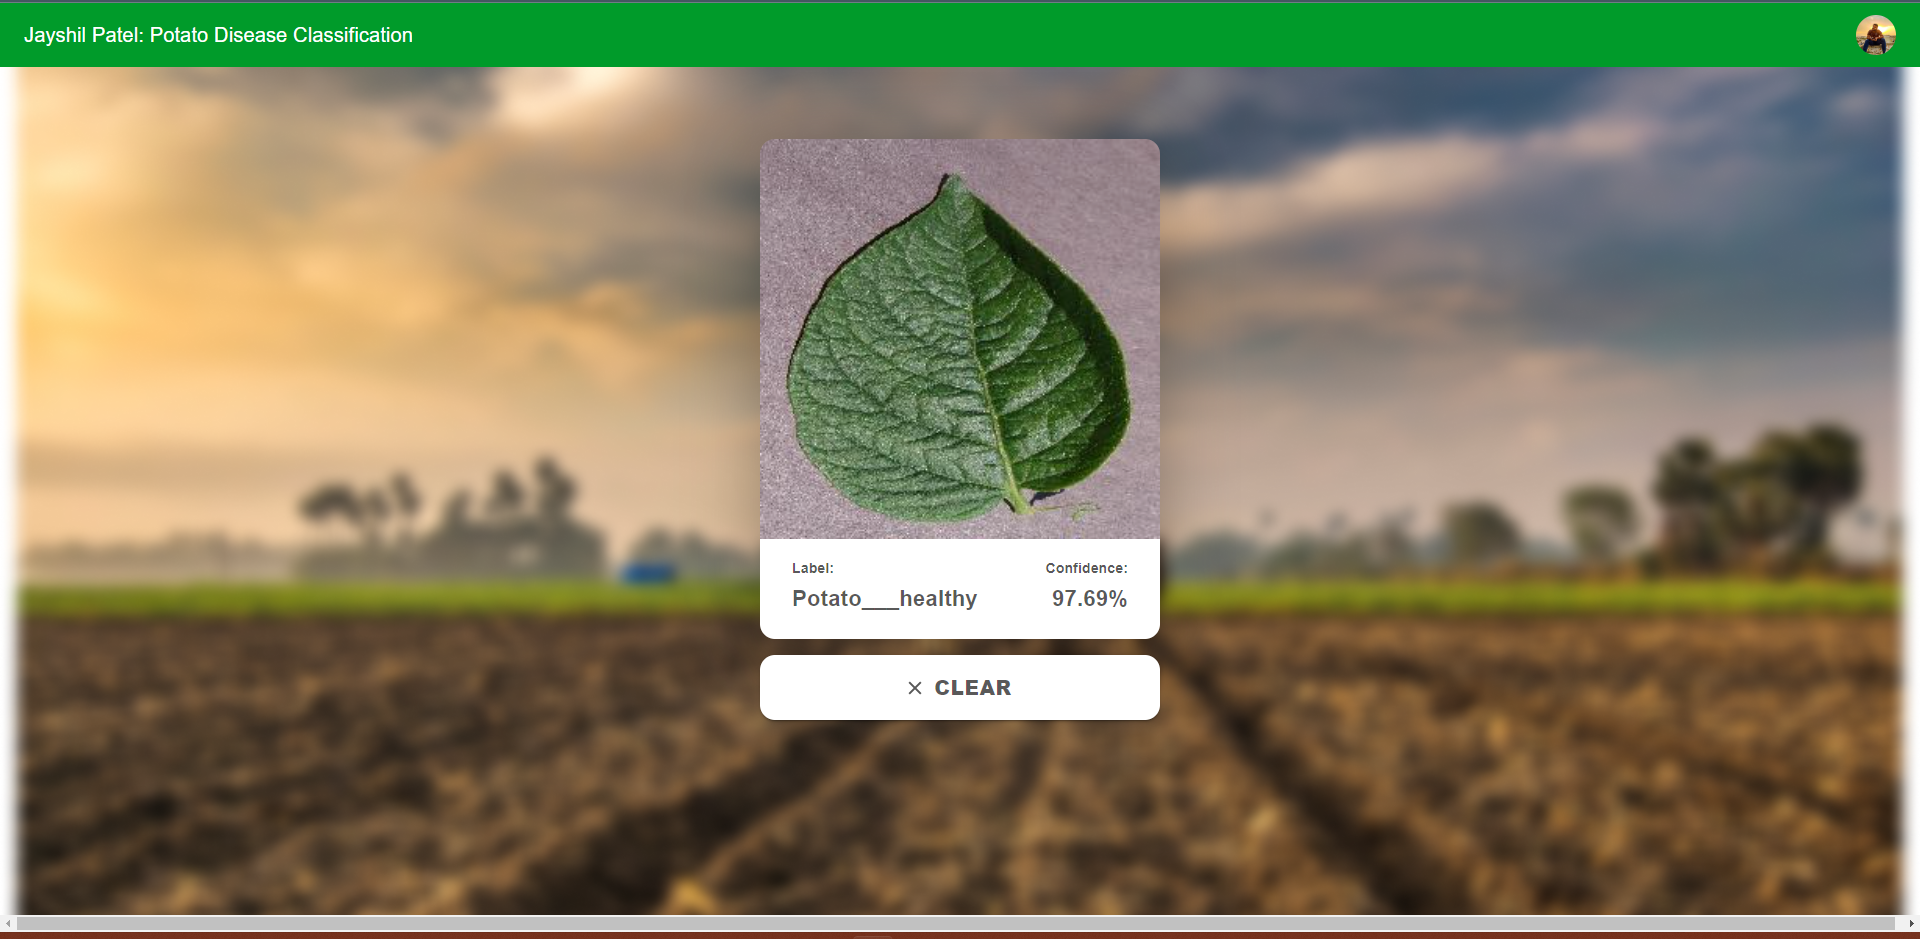 Jayshil Patel: Potato Disease Classification
Label: Confidence:
Potato___healthy 97.69%
CLEAR